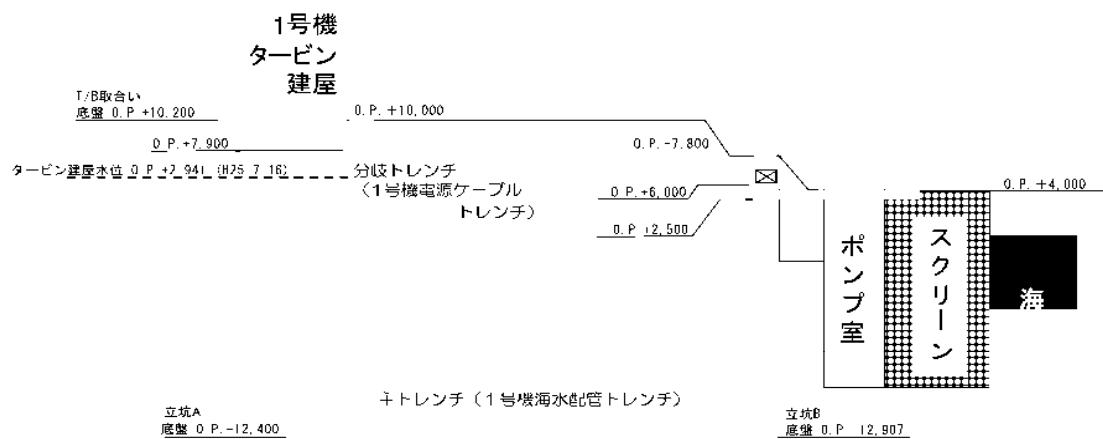 1号機
タービン
建屋
T/B取合い
底盤 O.P +10.200
O.P. +10,000
O P.+7.900
O.P.-7.800
タービン建屋水位 O P +2 941 (H25 7 16)
分岐トレンチ
(1号機電源ケーブル
トレンチ)
O P.+6,000
O.P. +4,000
O.P +2,500
ポンプ室
スクリーン
海
主トレンチ(1号機海水配管トレンチ)
立坑A
底盤 O P.-12,400
立坑B
底盤 O.P 12,907